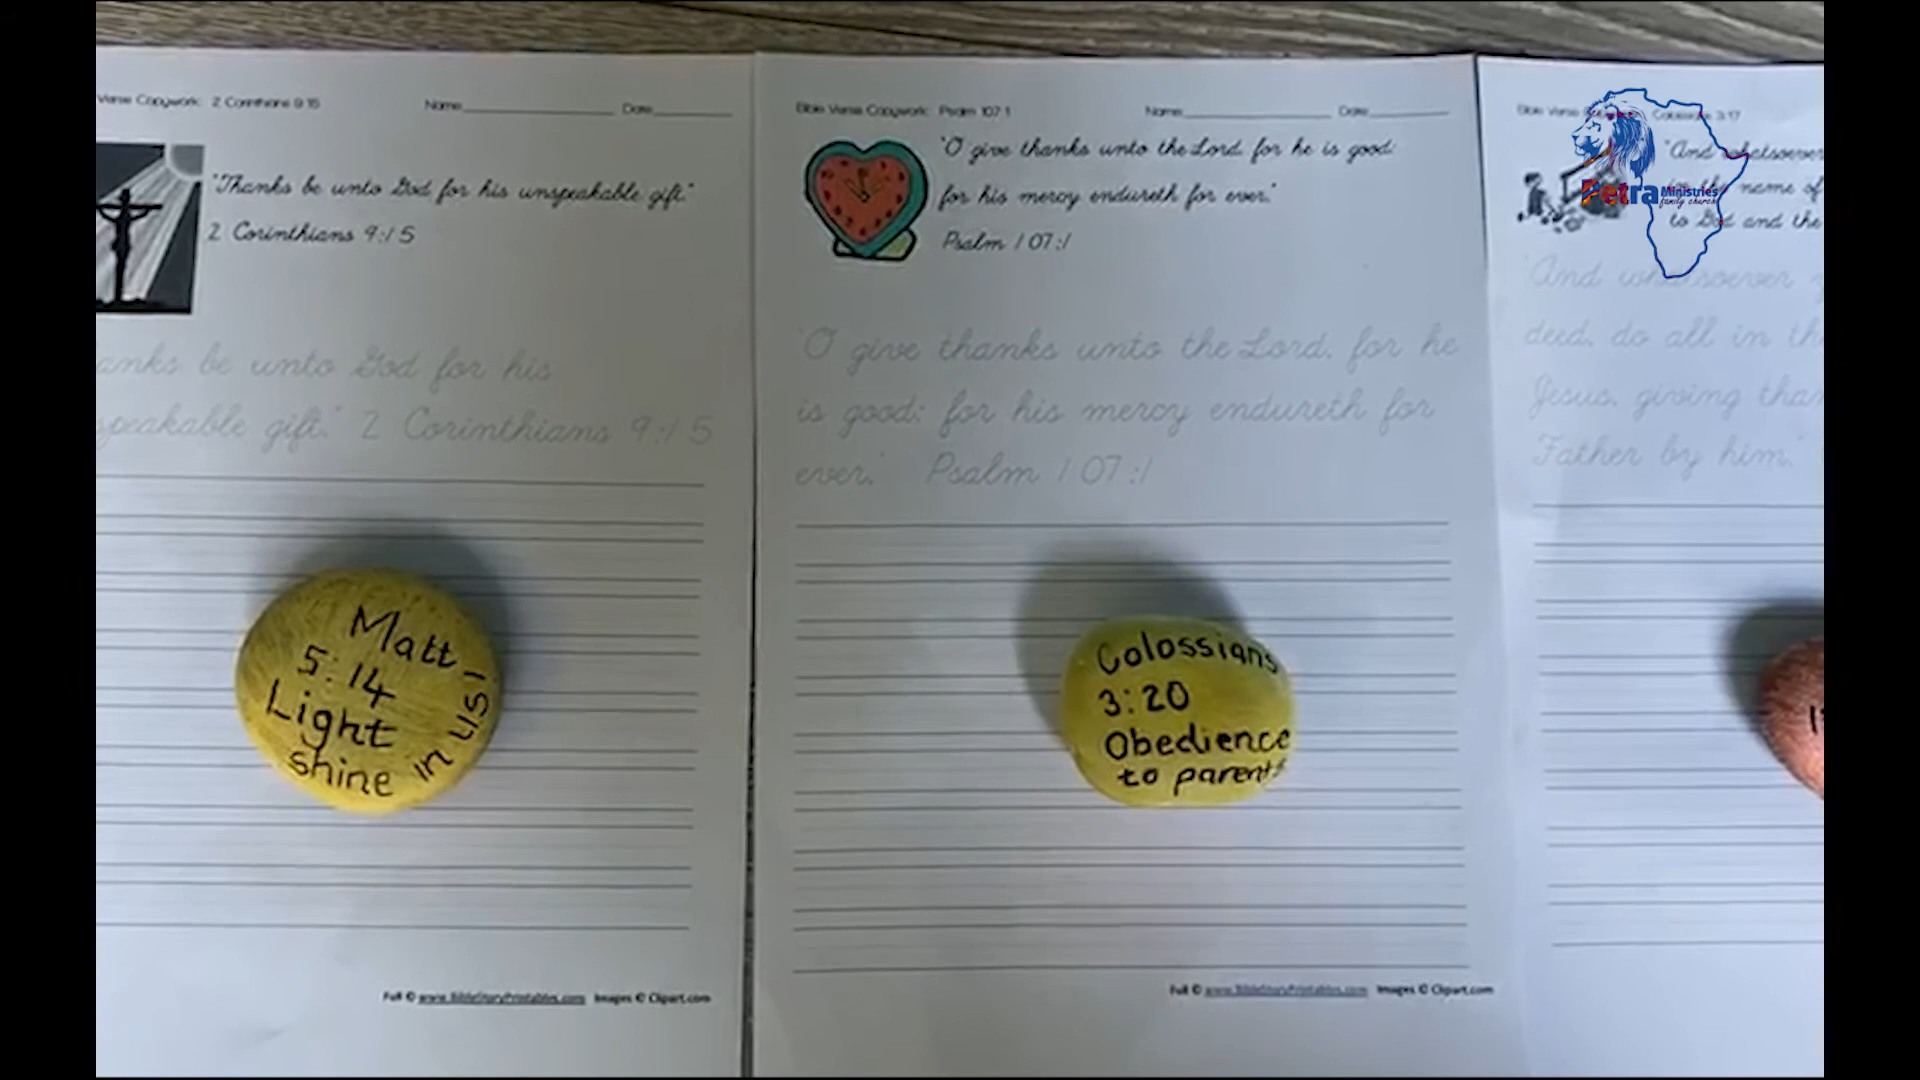 Verse Copywork: 2 Corinthians 9:15 Name Date
"Thanks be unto God for his unspeakable gift."
2 Corinthians 9:15
anks be unto God for his
speakable gift." 2 Corinthians 9:15
Matt
5:14
Light
shine in us!
Full © www.BibleStoryPrintables.com Images © Clipart.com
Bible Verse Copywork: Psalm 107:1 Name Date
"O give thanks unto the Lord, for he is good:
for his mercy endureth for ever."
Psalm 107:1
"O give thanks unto the Lord, for he
is good: for his mercy endureth for
ever." Psalm 107:1
Colossians
3:20
Obedience
to parents
Full © www.BibleStoryPrintables.com Images © Clipart.com
Bible Verse Colossians 3:17
"And whatsoever
in the name of
to God and the
"And whatsoever
deed, do all in th
Jesus, giving than
Father by him."
Petra Ministries
family church